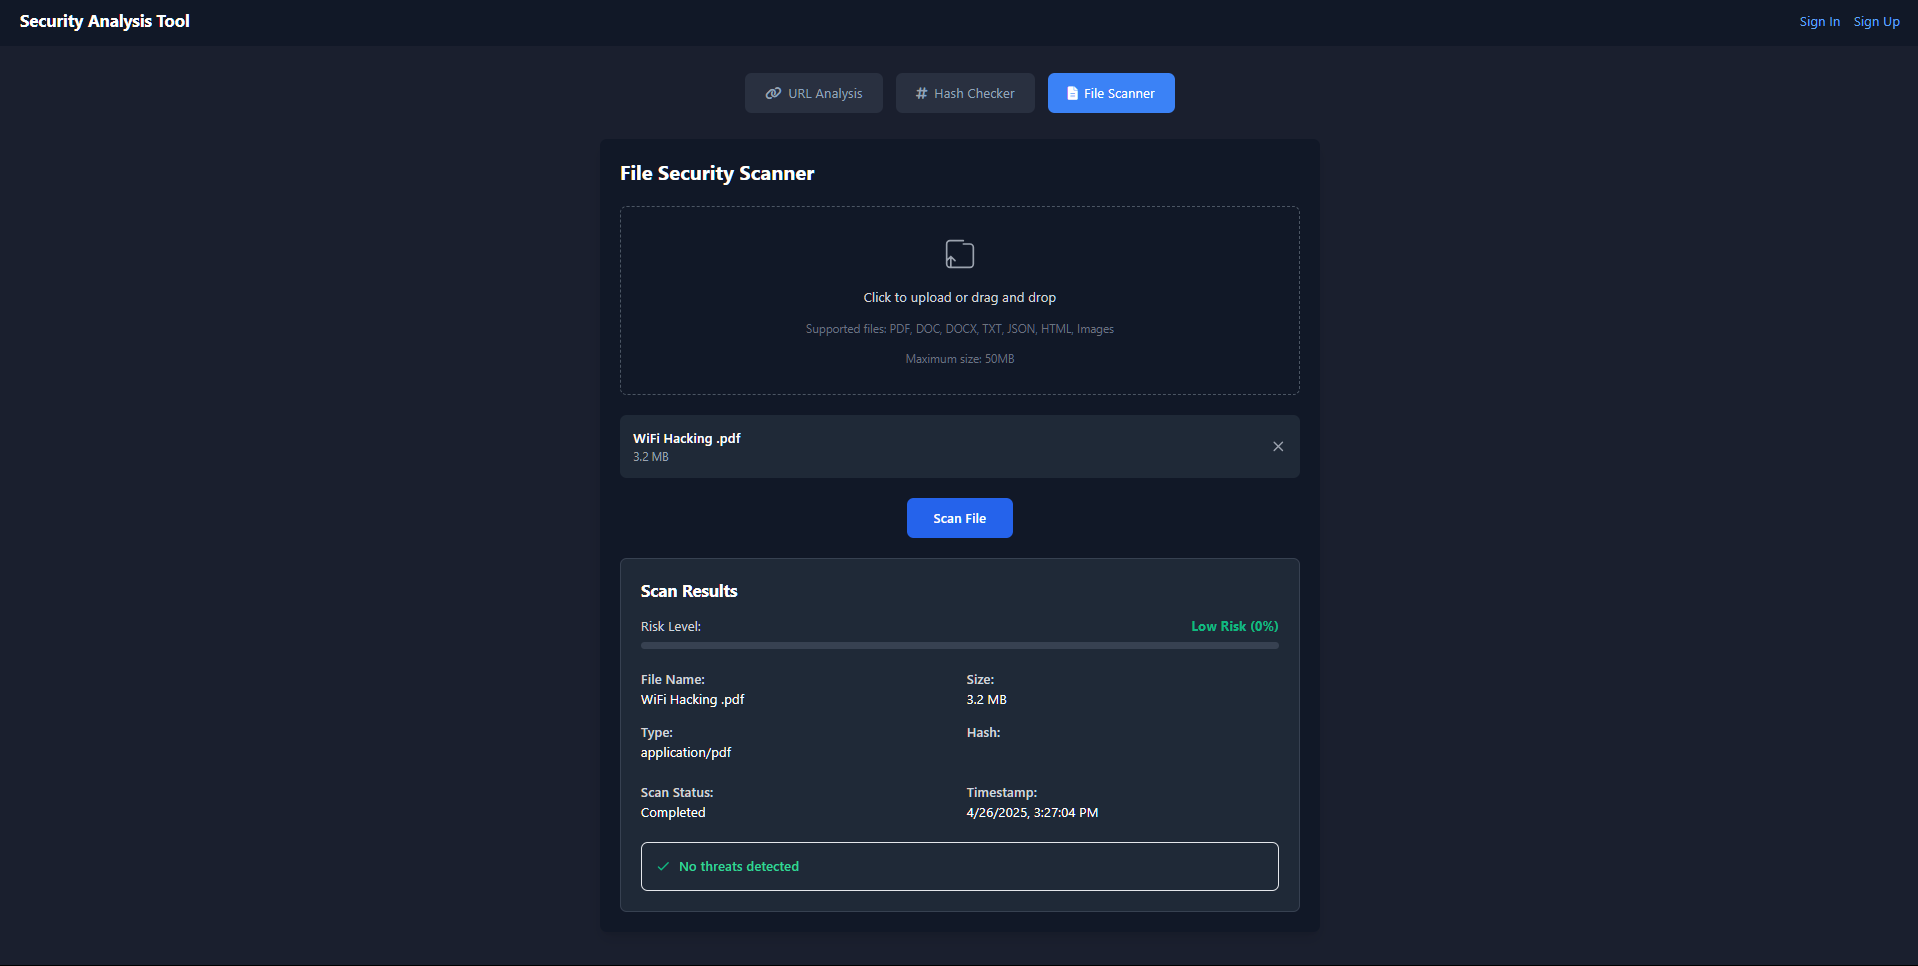 Security Analysis Tool
Sign In
Sign Up
URL Analysis
# Hash Checker
File Scanner
File Security Scanner
Click to upload or drag and drop
Supported files: PDF, DOC, DOCX, TXT, JSON, HTML, Images
Maximum size: 50MB
WiFi Hacking .pdf
3.2 MB
Scan File
Scan Results
Risk Level:
Low Risk (0%)
File Name:
Size:
WiFi Hacking .pdf
3.2 MB
Type:
Hash:
application/pdf
Scan Status:
Timestamp:
Completed
4/26/2025, 3:27:04 PM
No threats detected